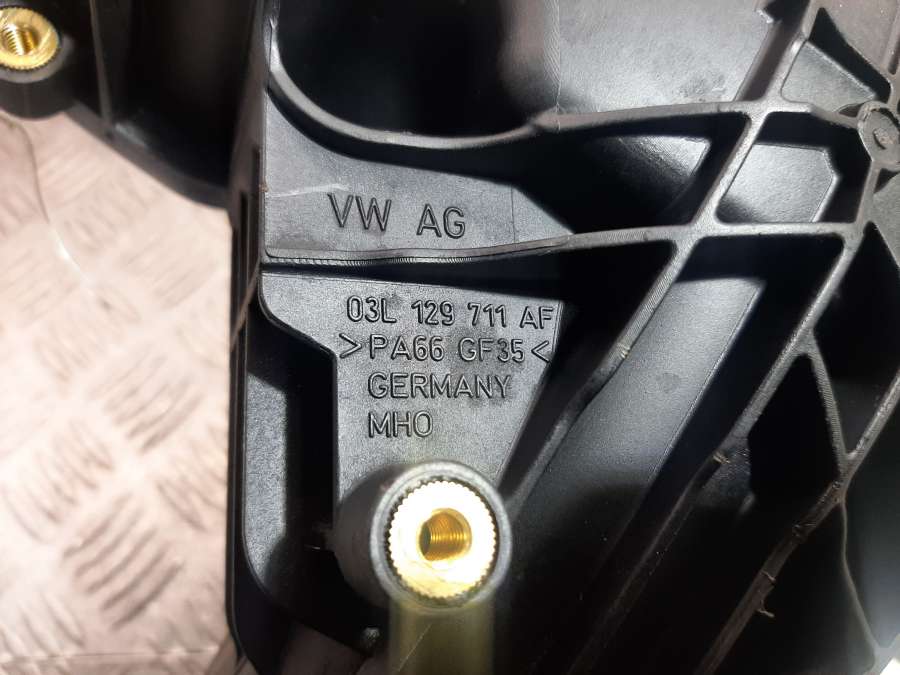 VW AG
03L 129 711 AF
>PA66 GF35<
GERMANY
MHO